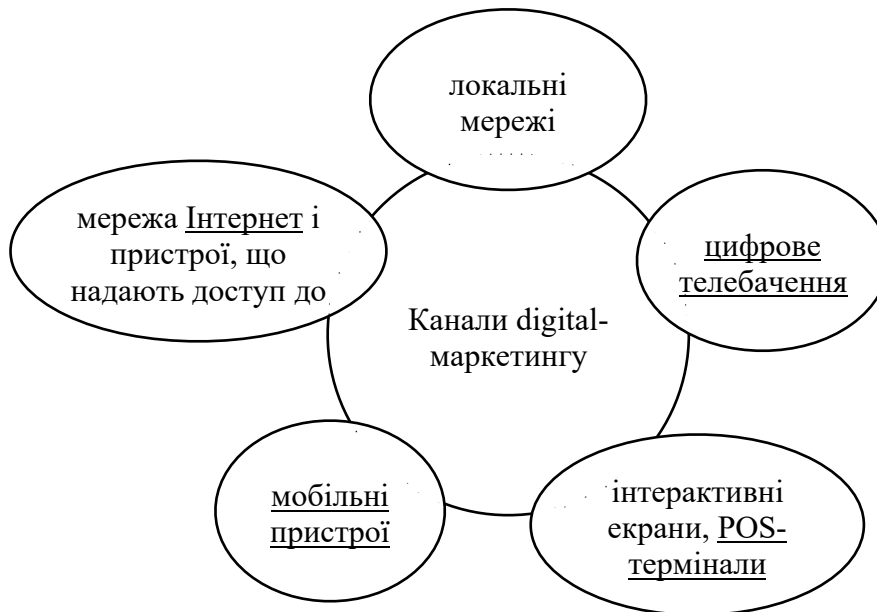 локальні
мережі
мережа Інтернет і
пристрої, що
надають доступ до
цифрове
телебачення
Канали digital-
маркетингу
мобільні
пристрої
інтерактивні
екрани, POS-
термінали